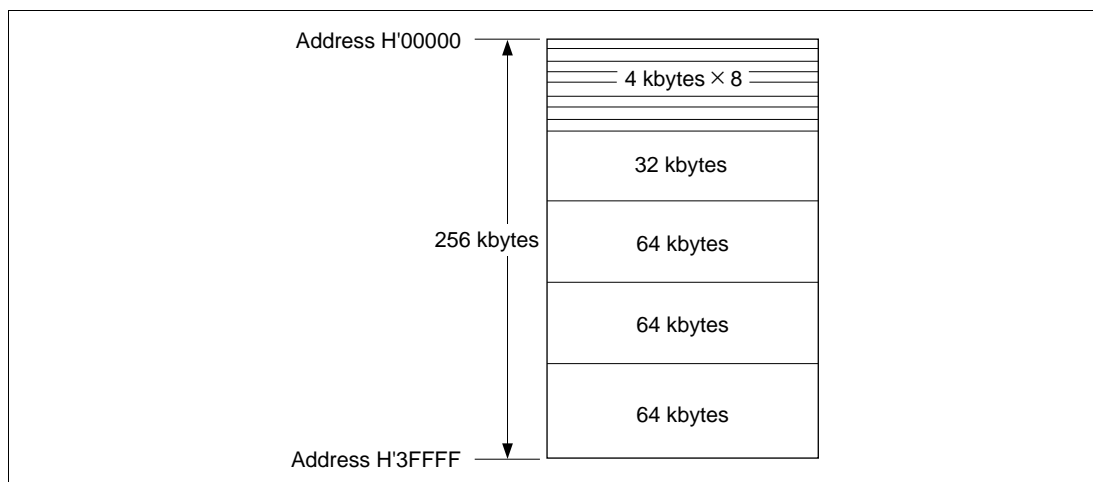 Address H'00000
4 kbytes × 8
32 kbytes
256 kbytes
64 kbytes
64 kbytes
64 kbytes
Address H'3FFFF